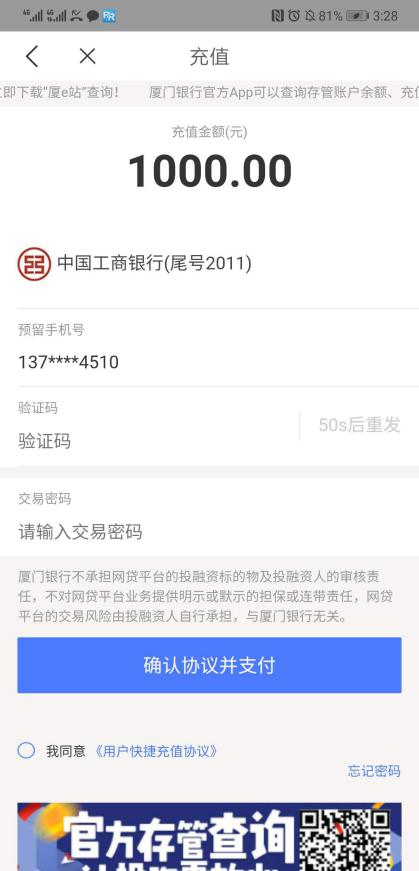 81% 3:28
充值
立即下载“厦e站”查询！ 厦门银行官方App可以查询存管账户余额、充值
充值金额(元)
1000.00
中国工商银行(尾号2011)
预留手机号
137****4510
验证码
验证码
50s后重发
交易密码
请输入交易密码
厦门银行不承担网贷平台的投融资标的物及投融资人的审核责
任，不对网贷平台业务提供明示或默示的担保或连带责任，网贷
平台的交易风险由投融资人自行承担，与厦门银行无关。
确认协议并支付
我同意 《用户快捷充值协议》
忘记密码
官方存管查询